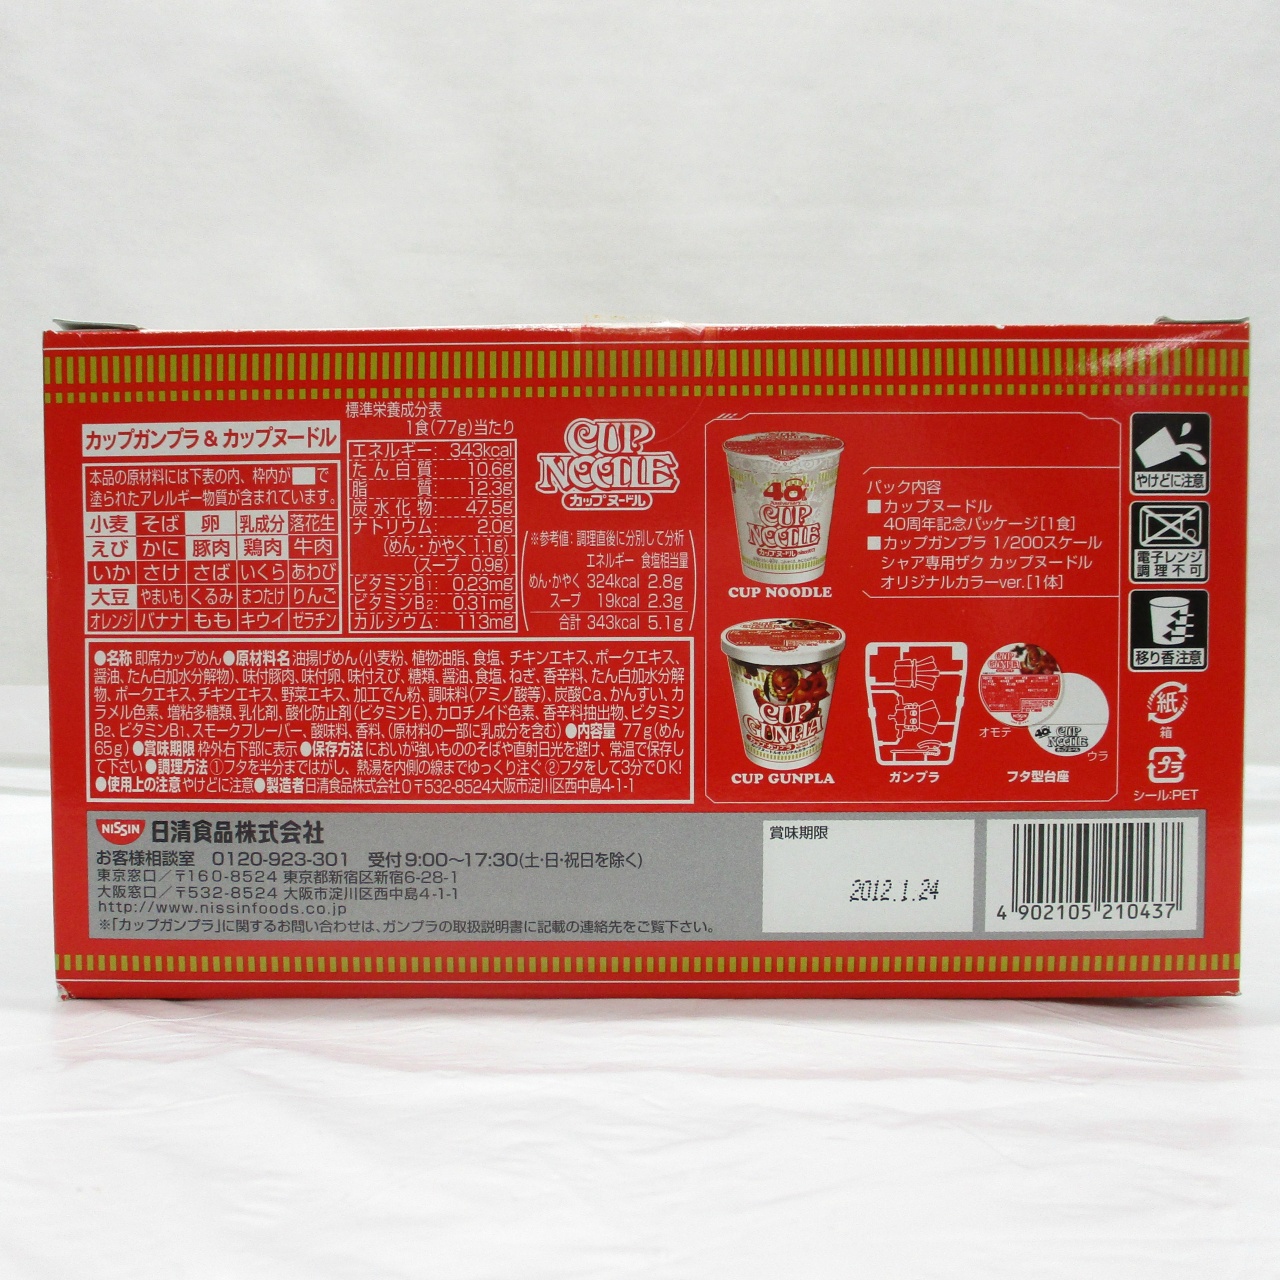 カップガンプラ & カップヌードル
本品の原材料には下表の内、枠内が■で
塗られたアレルギー物質が含まれています。
小麦 そば 卵 乳成分 落花生
えび かに 豚肉 鶏肉 牛肉
いか さけ さば いくら あわび
大豆 やまいも くるみ まつたけ りんご
オレンジ バナナ もも キウイ ゼラチン
標準栄養成分表
1食(77g)当たり
エネルギー: 343kcal
たん白質: 10.6g
脂質: 12.3g
炭水化物: 47.5g
ナトリウム: 2.0g
(めん・かやく 1.1g)
(スープ 0.9g)
ビタミンB1: 0.23mg
ビタミンB2: 0.31mg
カルシウム: 113mg
CUP
NOODLE
カップヌードル
※参考値:調理直後に分別して分析
エネルギー 食塩相当量
めん・かやく 324kcal 2.8g
スープ 19kcal 2.3g
合計 343kcal 5.1g
●名称 即席カップめん●原材料名 油揚げめん(小麦粉、植物油脂、食塩、チキンエキス、ポークエキス、
醤油、たん白加水分解物)、味付豚肉、味付卵、味付えび、糖類、醤油、食塩、ねぎ、香辛料、たん白加水分解
物、ポークエキス、チキンエキス、野菜エキス、加工でん粉、調味料(アミノ酸等)、炭酸Ca、かんすい、カ
ラメル色素、増粘多糖類、乳化剤、酸化防止剤(ビタミンE)、カロチノイド色素、香辛料抽出物、ビタミン
B2、ビタミンB1、スモークフレーバー、酸味料、香料、(原材料の一部に乳成分を含む)●内容量 77g(めん
65g)●賞味期限 枠外右下部に表示●保存方法 においが強いもののそばや直射日光を避け、常温で保存し
て下さい●調理方法 ①フタを半分まではがし、熱湯を内側の線までゆっくり注ぐ ②フタをして3分でOK!
●使用上の注意 やけどに注意●製造者 日清食品株式会社O 〒532-8524大阪市淀川区西中島4-1-1
40th
CUP
NOODLE
カップヌードル
CUP NOODLE
パック内容
■カップヌードル
40周年記念パッケージ[1食]
■カップガンプラ 1/200スケール
シャア専用ザク カップヌードル
オリジナルカラーver.[1体]
CUP
GUNPLA
CUP GUNPLA
ガンプラ
CUP
GUNPLA
オモテ
CUP
NOODLE
ウラ
フタ型台座
やけどに注意
電子レンジ
調理不可
移り香注意
紙
箱
プラ
シール:PET
NISSIN 日清食品株式会社
お客様相談室 0120-923-301 受付9:00～17:30(土・日・祝日を除く)
東京窓口／〒160-8524 東京都新宿区新宿6-28-1
大阪窓口／〒532-8524 大阪市淀川区西中島4-1-1
http://www.nissinfoods.co.jp
※「カップガンプラ」に関するお問い合わせは、ガンプラの取扱説明書に記載の連絡先をご覧下さい。
賞味期限
2012.1.24
4 902105 210437